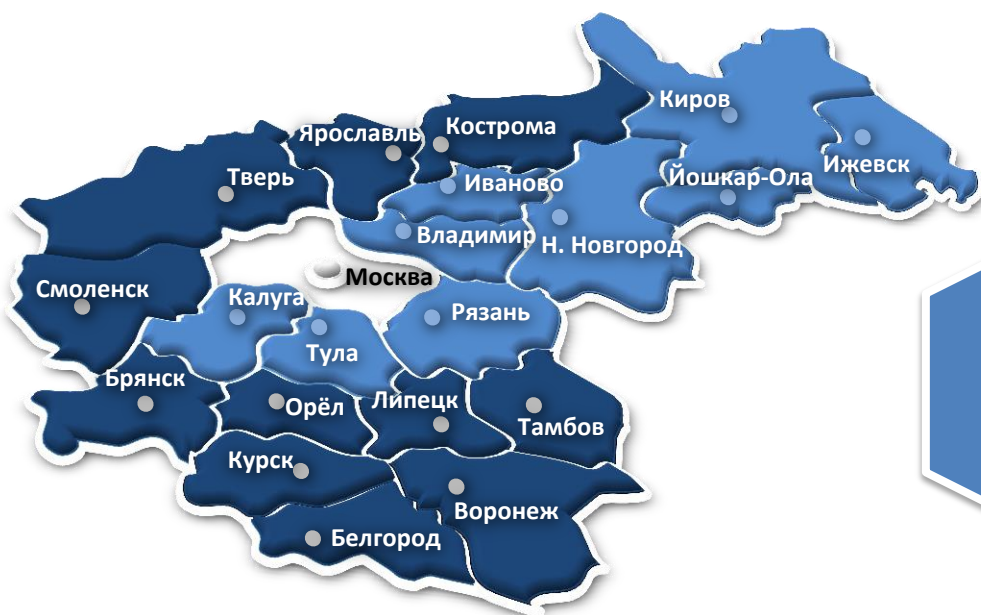 Киров
Кострома
Ярославль
Ижевск
Тверь
Иваново
Йошкар-Ола
Владимир
Н. Новгород
Москва
Смоленск
Калуга
Рязань
Тула
Брянск
Орёл
Липецк
Тамбов
Курск
Воронеж
Белгород